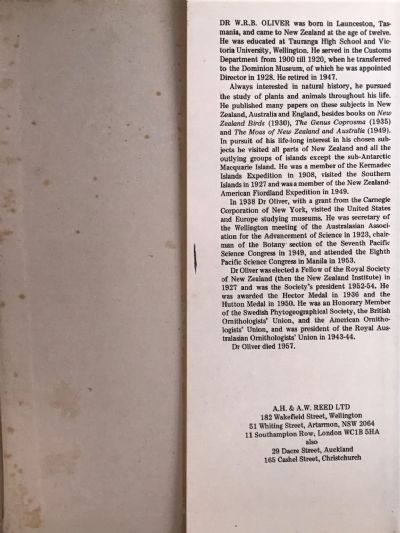 DR W.R.B. OLIVER was born in Launceston, Tas-
mania, and came to New Zealand at the age of twelve.
He was educated at Tauranga High School and Vic-
toria University, Wellington. He served in the Customs
Department from 1900 till 1920, when he transferred
to the Dominion Museum, of which he was appointed
Director in 1928. He retired in 1947.
Always interested in natural history, he pursued
the study of plants and animals throughout his life.
He published many papers on these subjects in New
Zealand, Australia and England, besides books on New
Zealand Birds (1930), The Genus Coprosma (1935)
and The Moas of New Zealand and Australia (1949).
In pursuit of his life-long interest in his chosen sub-
jects he visited all parts of New Zealand and all the
outlying groups of islands except the sub-Antarctic
Macquarie Island. He was a member of the Kermadec
Islands Expedition in 1908, visited the Southern
Islands in 1927 and was a member of the New Zealand-
American Fiordland Expedition in 1949.
In 1938 Dr Oliver, with a grant from the Carnegie
Corporation of New York, visited the United States
and Europe studying museums. He was secretary of
the Wellington meeting of the Australasian Associ-
ation for the Advancement of Science in 1923, chair-
man of the Botany section of the Seventh Pacific
Science Congress in 1949, and attended the Eighth
Pacific Science Congress in Manila in 1953.
Dr Oliver was elected a Fellow of the Royal Society
of New Zealand (then the New Zealand Institute) in
1927 and was the Society's president 1952-54. He
was awarded the Hector Medal in 1936 and the
Hutton Medal in 1950. He was an Honorary Member
of the Swedish Phytogeographical Society, the British
Ornithologists' Union, and the American Ornitho-
logists' Union, and was president of the Royal Aus-
tralasian Ornithologists' Union in 1943-44.
Dr Oliver died 1957.
A.H. & A.W. REED LTD
182 Wakefield Street, Wellington
51 Whiting Street, Artarmon, NSW 2064
11 Southampton Row, London WC1B 5HA
also
29 Dacre Street, Auckland
165 Cashel Street, Christchurch